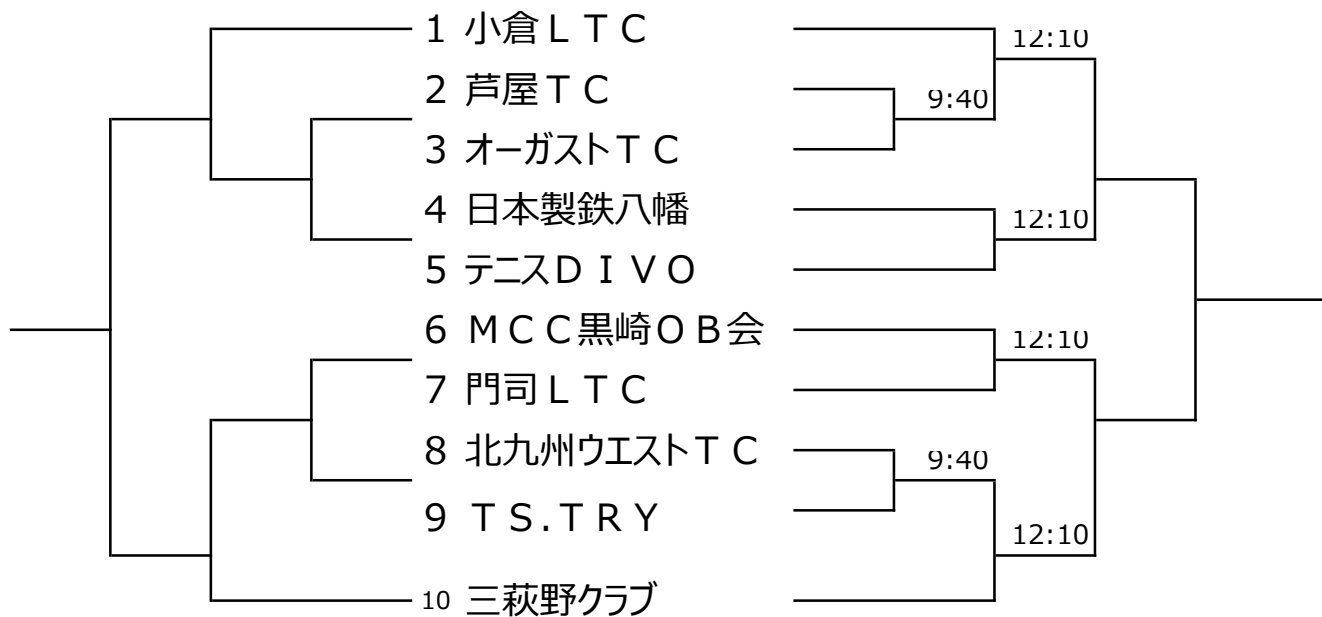 1 小倉ＬＴＣ
12:10
2 芦屋ＴＣ
9:40
3 オーガストＴＣ
4 日本製鉄八幡
12:10
5 テニスＤＩＶＯ
6 ＭＣＣ黒崎ＯＢ会
12:10
7 門司ＬＴＣ
8 北九州ウエストＴＣ
9:40
9 ＴＳ.ＴＲＹ
12:10
10 三萩野クラブ